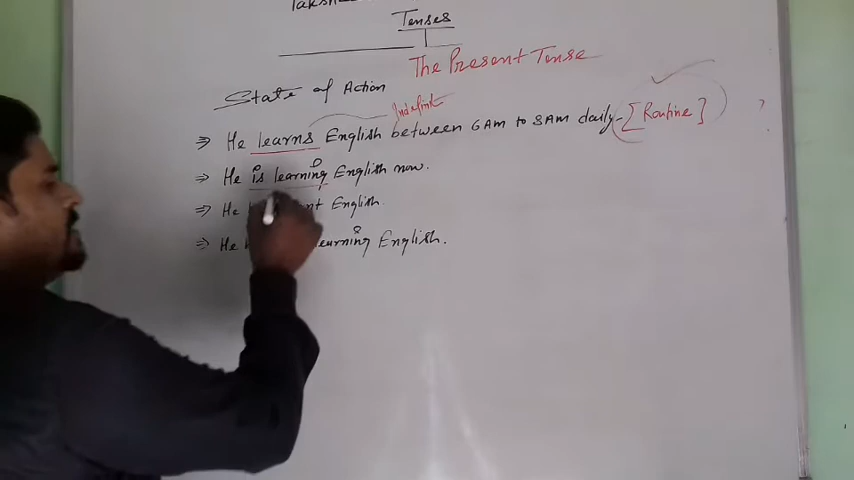 Tenses
The Present Tense
State of Action
Indefinit
⇒ He learns English between 6AM to 8AM daily - [Routine]
⇒ He is learning English now.
⇒ He English.
⇒ He learning English.